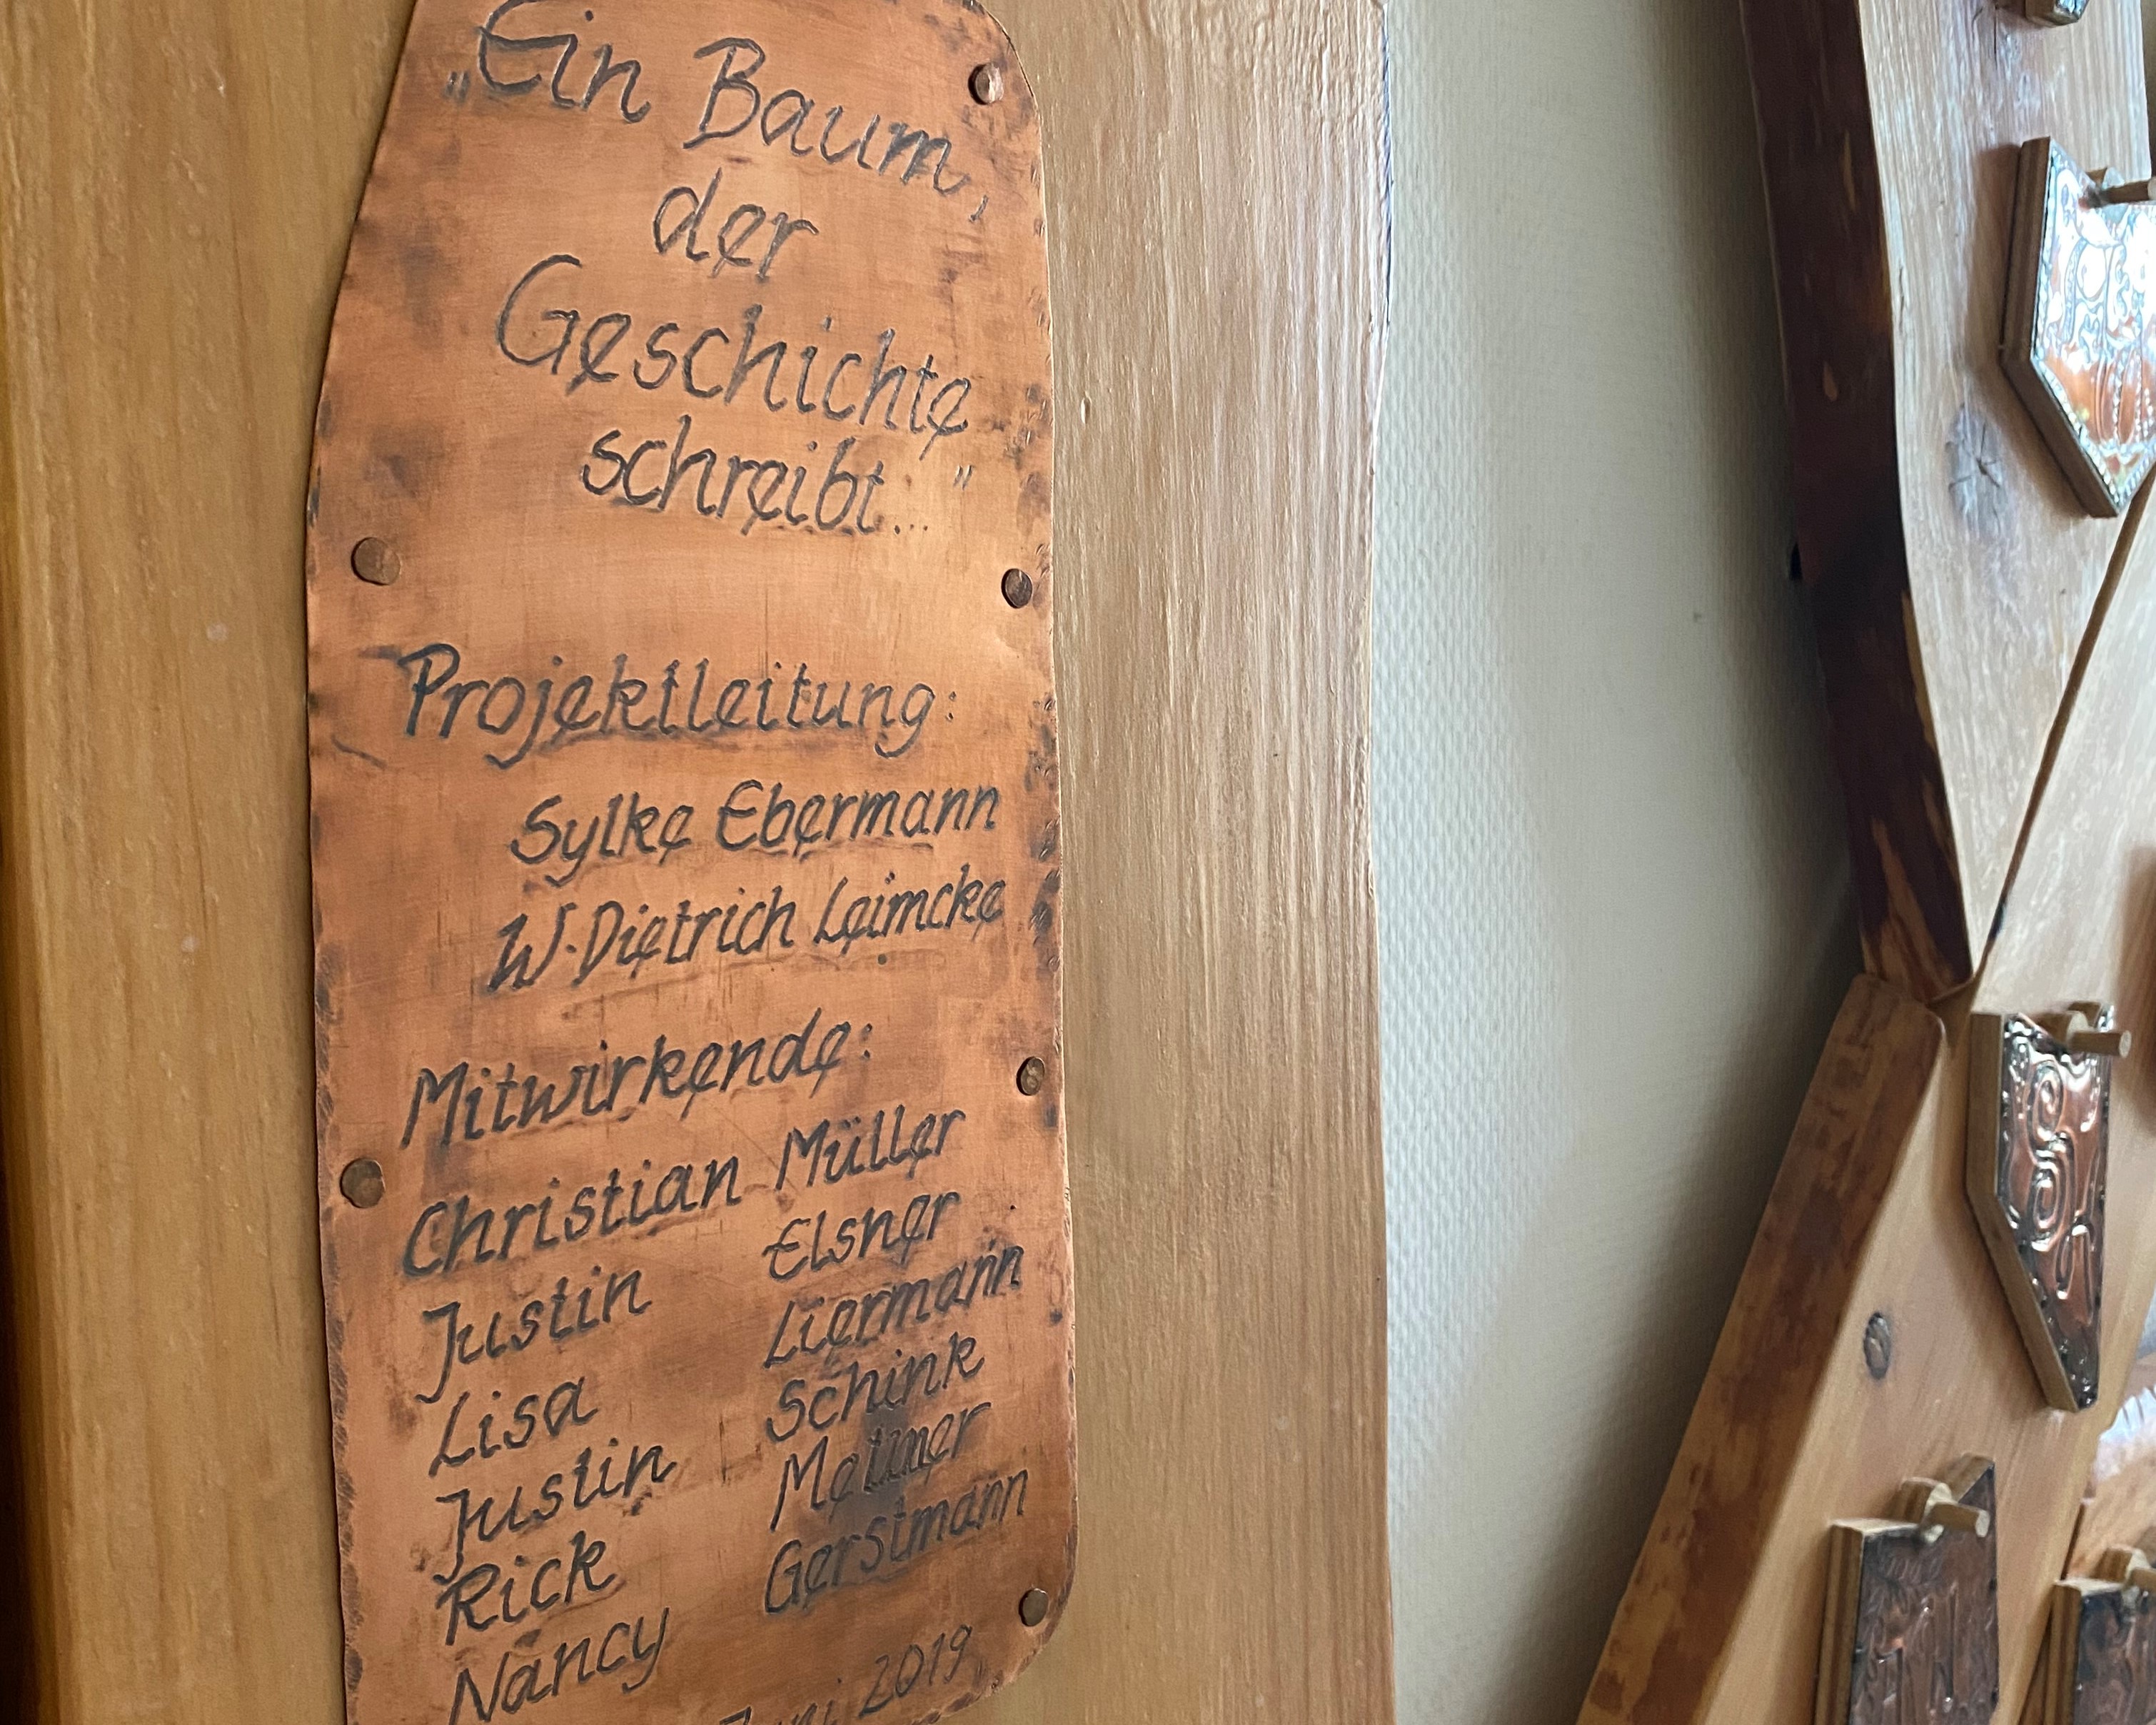 „Ein Baum,
der
Geschichte
schreibt..."
Projektleitung:
Sylke Ebermann
W.-Dietrich Leimcke
Mitwirkende:
Christian Müller
Justin Elsner
Lisa Liermann
Justin Schink
Rick
Nancy Gerstmann
Juni 2019